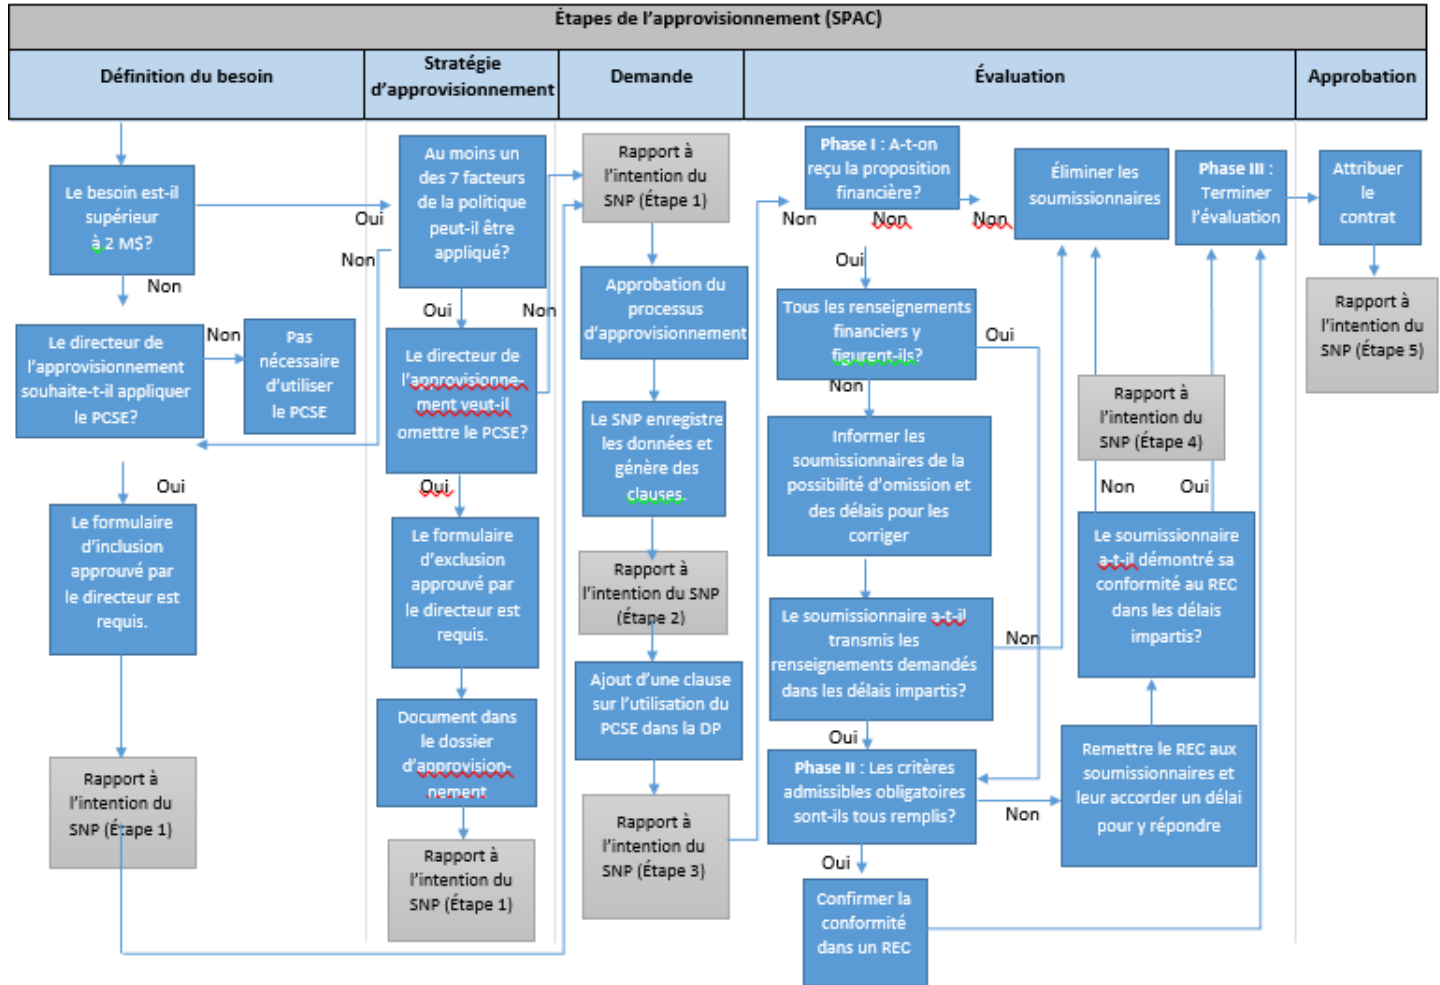 Étapes de l'approvisionnement (SPAC)
Définition du besoin
Stratégie
d'approvisionnement
Demande
Évaluation
Approbation
Le besoin est-il
supérieur
à 2 M$?
Oui
Non
Le directeur de
l'approvisionnement
souhaite-t-il appliquer
le PCSE?
Non
Pas
nécessaire
d'utiliser
le PCSE
Oui
Le formulaire
d'inclusion
approuvé par
le directeur est
requis.
Rapport à
l'intention du
SNP (Étape 1)
Au moins un
des 7 facteurs
de la politique
peut-il être
appliqué?
Non
Oui
Non
Le directeur de
l'approvisionne-
ment veut-il
omettre le PCSE?
Oui
Le formulaire
d'exclusion
approuvé par
le directeur est
requis.
Document dans
le dossier
d'approvision-
nement
Rapport à
l'intention du
SNP (Étape 1)
Rapport à
l'intention du
SNP (Étape 1)
Approbation du
processus
d'approvisionnement
Le SNP enregistre
les données et
génère des
clauses.
Rapport à
l'intention du SNP
(Étape 2)
Ajout d'une clause
sur l'utilisation du
PCSE dans la DP
Rapport à
l'intention du
SNP (Étape 3)
Phase I : A-t-on
reçu la proposition
financière?
Non Non Non
Oui
Tous les renseignements
financiers y
figurent-ils?
Oui
Non
Informer les
soumissionnaires de la
possibilité d'omission et
des délais pour les
corriger
Le soumissionnaire a-t-il
transmis les
renseignements demandés
dans les délais impartis?
Non
Oui
Phase II : Les critères
admissibles obligatoires
sont-ils tous remplis?
Non
Oui
Confirmer la
conformité
dans un REC
Éliminer les
soumissionnaires
Phase III :
Terminer
l'évaluation
Rapport à
l'intention du
SNP (Étape 4)
Non Oui
Le soumissionnaire
a-t-il démontré sa
conformité au REC
dans les délais
impartis?
Remettre le REC aux
soumissionnaires et
leur accorder un délai
pour y répondre
Attribuer
le
contrat
Rapport à
l'intention du
SNP (Étape 5)